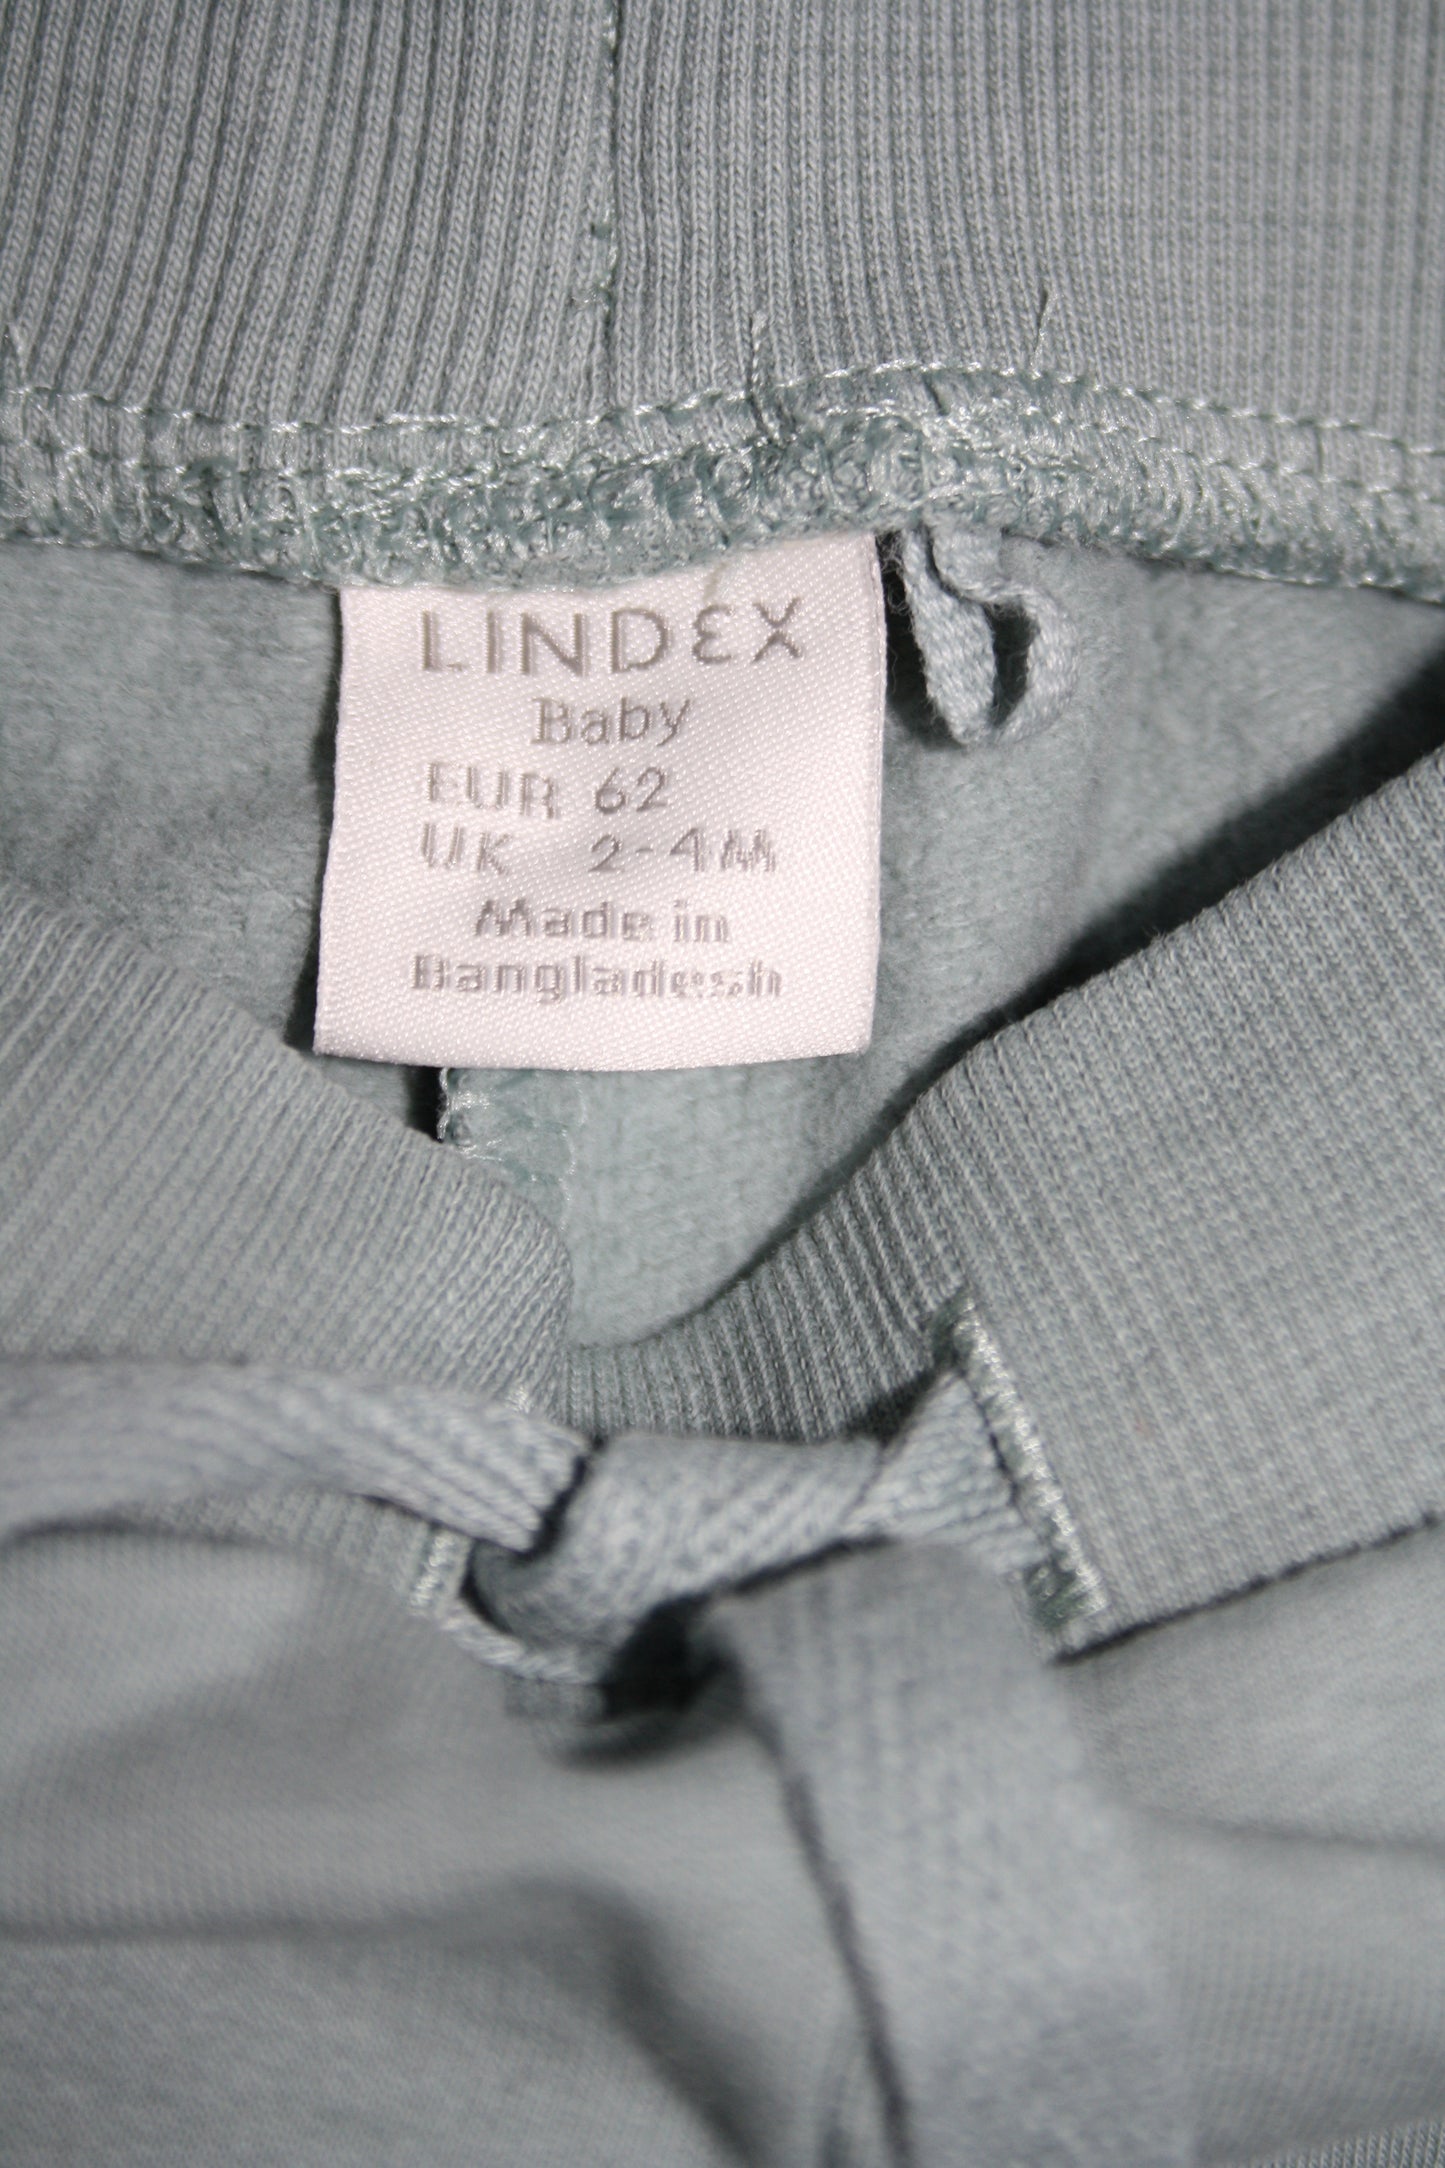 LINDEX
Baby
EUR 62
UK 2-4M
Made in
Bangladesh